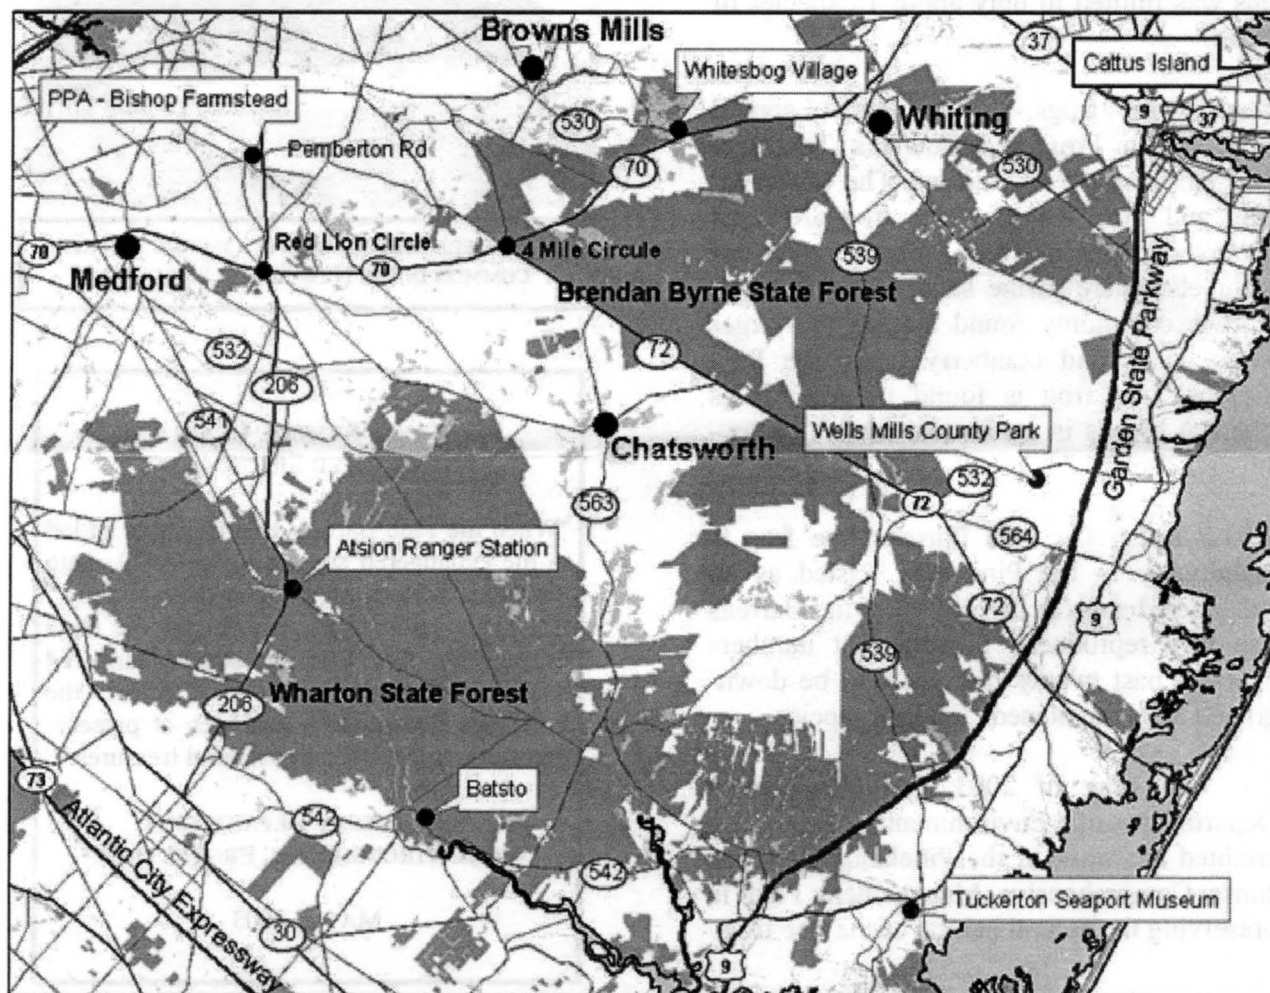 Browns Mills
37
Cattus Island
Whitesbog Village
PPA - Bishop Farmstead
9
37
530
Whiting
Pemberton Rd
70
530
70
Red Lion Circle
70
4 Mile Circule
539
Medford
Brendan Byrne State Forest
532
72
206
541
Chatsworth
Wells Mills County Park
Garden State Parkway
532
72
563
564
Atsion Ranger Station
72
9
539
Wharton State Forest
206
73
Batsto
Atlantic City Expressway
542
542
Tuckerton Seaport Museum
30
9